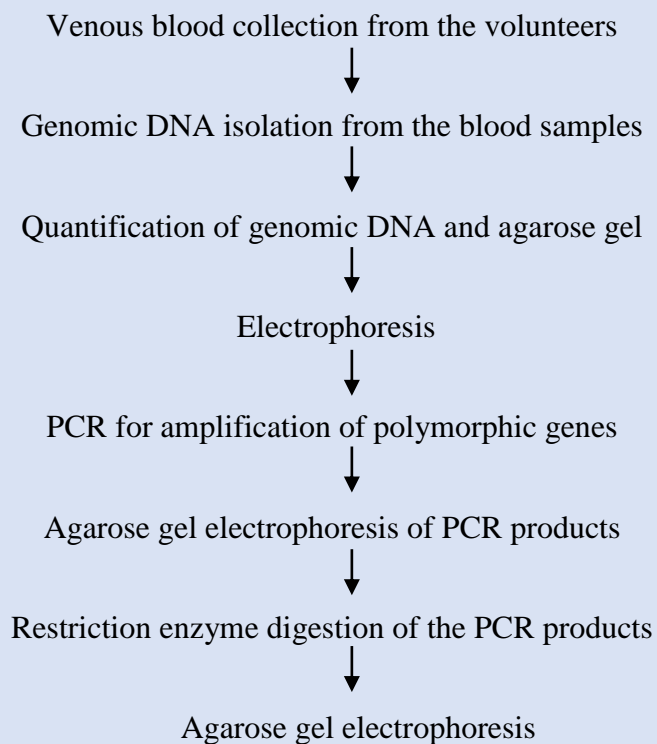 Venous blood collection from the volunteers
Genomic DNA isolation from the blood samples
Quantification of genomic DNA and agarose gel
Electrophoresis
PCR for amplification of polymorphic genes
Agarose gel electrophoresis of PCR products
Restriction enzyme digestion of the PCR products
Agarose gel electrophoresis